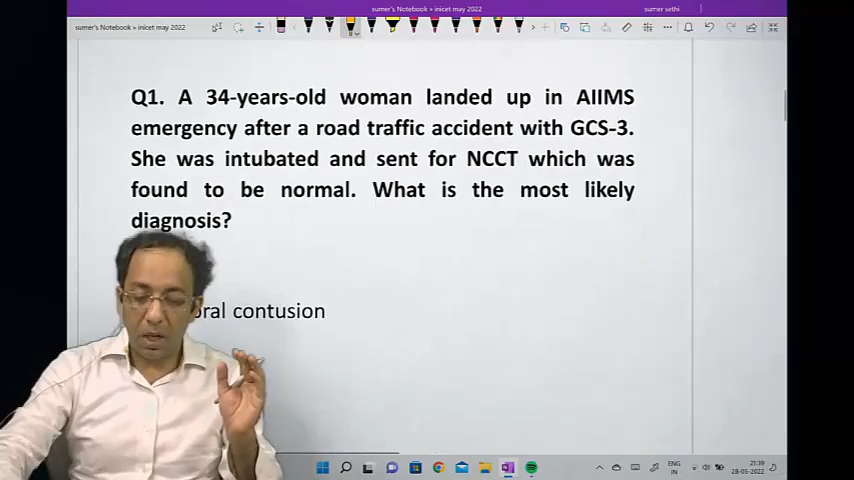 sumer's Notebook » inicet may 2022
sumer sethi
sumer's Notebook » inicet may 2022
Q1. A 34-years-old woman landed up in AIIMS
emergency after a road traffic accident with GCS-3.
She was intubated and sent for NCCT which was
found to be normal. What is the most likely
diagnosis?
oral contusion
ENG
IN
21:39
28-05-2022